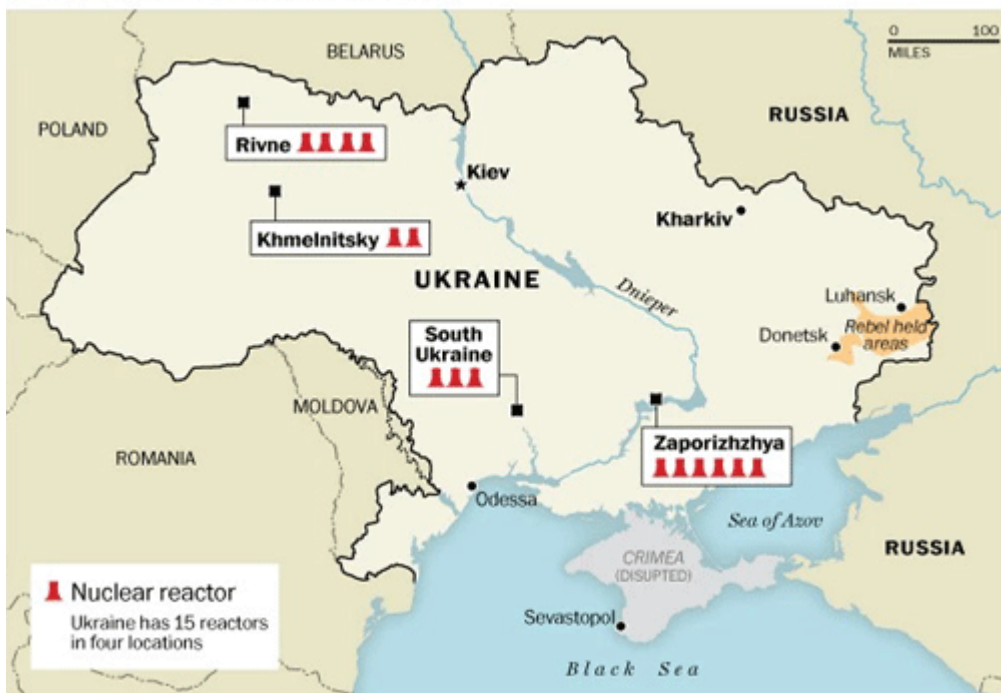 0 100
MILES
BELARUS
POLAND
RUSSIA
Rivne
Kiev
Kharkiv
Khmelnitsky
UKRAINE
Dnieper
Luhansk
Rebel held
areas
Donetsk
South
Ukraine
MOLDOVA
Zaporizhzhya
ROMANIA
Odessa
Sea of Azov
CRIMEA
(DISUPTED)
RUSSIA
Sevastopol
Black Sea
Nuclear reactor
Ukraine has 15 reactors
in four locations